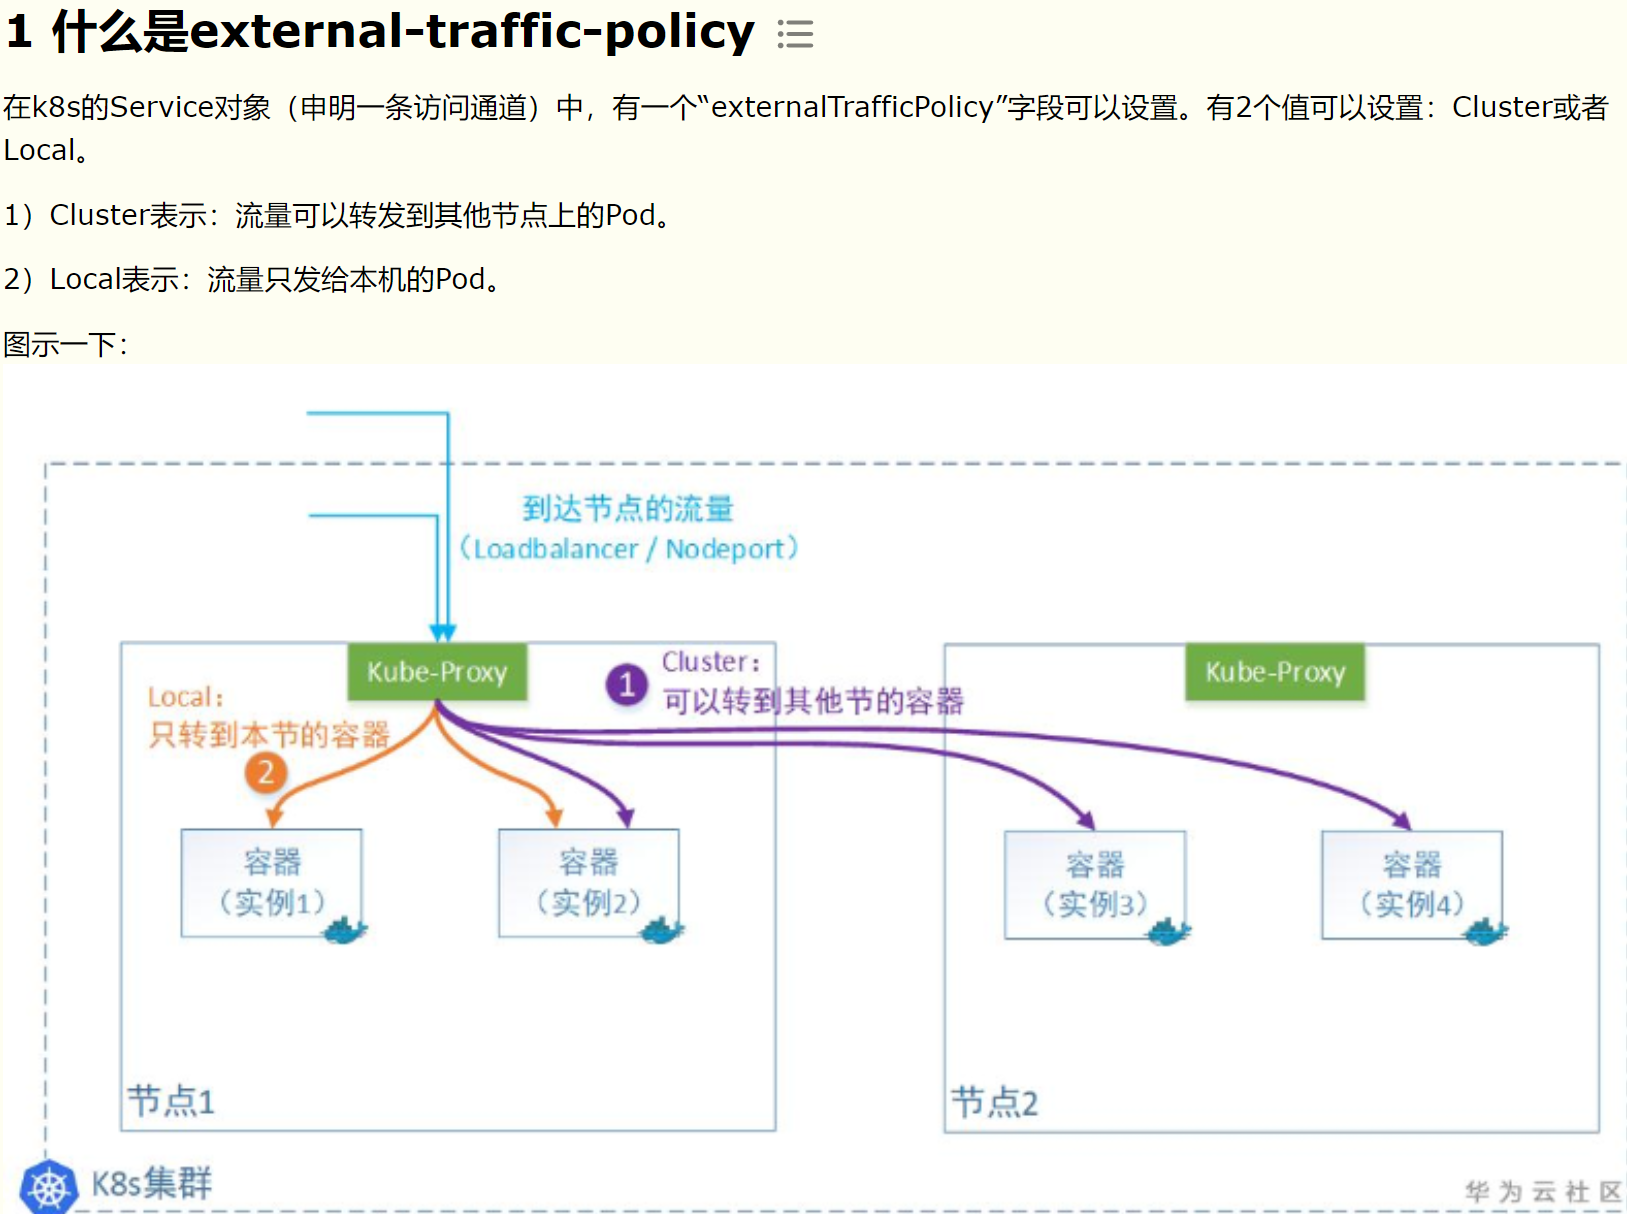 1 什么是external-traffic-policy
在k8s的Service对象（申明一条访问通道）中，有一个“externalTrafficPolicy”字段可以设置。有2个值可以设置：Cluster或者
Local。
1）Cluster表示：流量可以转发到其他节点上的Pod。
2）Local表示：流量只发给本机的Pod。
图示一下：
到达节点的流量
（Loadbalancer / Nodeport）
Kube-Proxy
Local：
只转到本节的容器
2
1
Cluster：
可以转到其他节的容器
Kube-Proxy
容器
（实例1）
容器
（实例2）
容器
（实例3）
容器
（实例4）
节点1
节点2
K8s集群
华为云社区